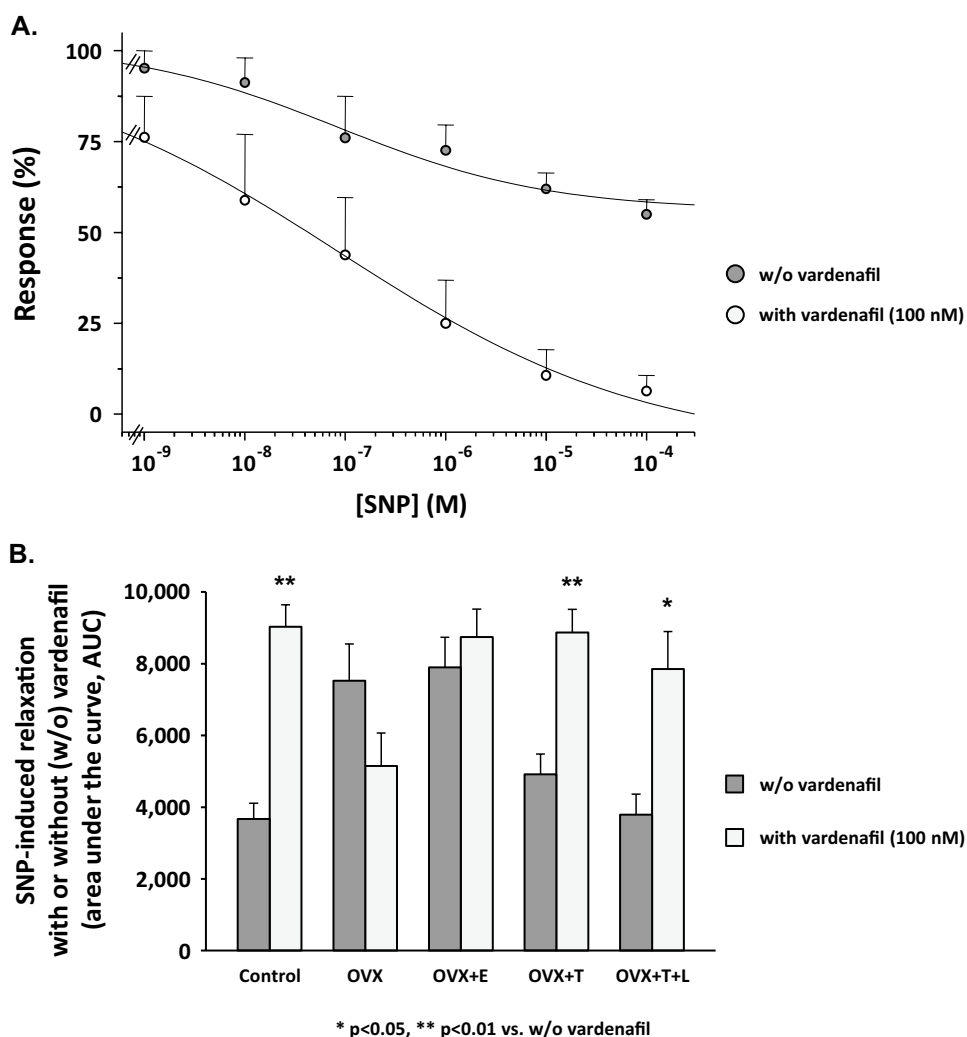 A.
100
75
50
25
0
Response (%)
10-9
10-8
10-7
10-6
10-5
10-4
[SNP] (M)
w/o vardenafil
with vardenafil (100 nM)
B.
SNP-induced relaxation
with or without (w/o) vardenafil
(area under the curve, AUC)
10,000
8,000
6,000
4,000
2,000
0
**
**
*
Control
OVX
OVX+E
OVX+T
OVX+T+L
w/o vardenafil
with vardenafil (100 nM)
* p<0.05, ** p<0.01 vs. w/o vardenafil